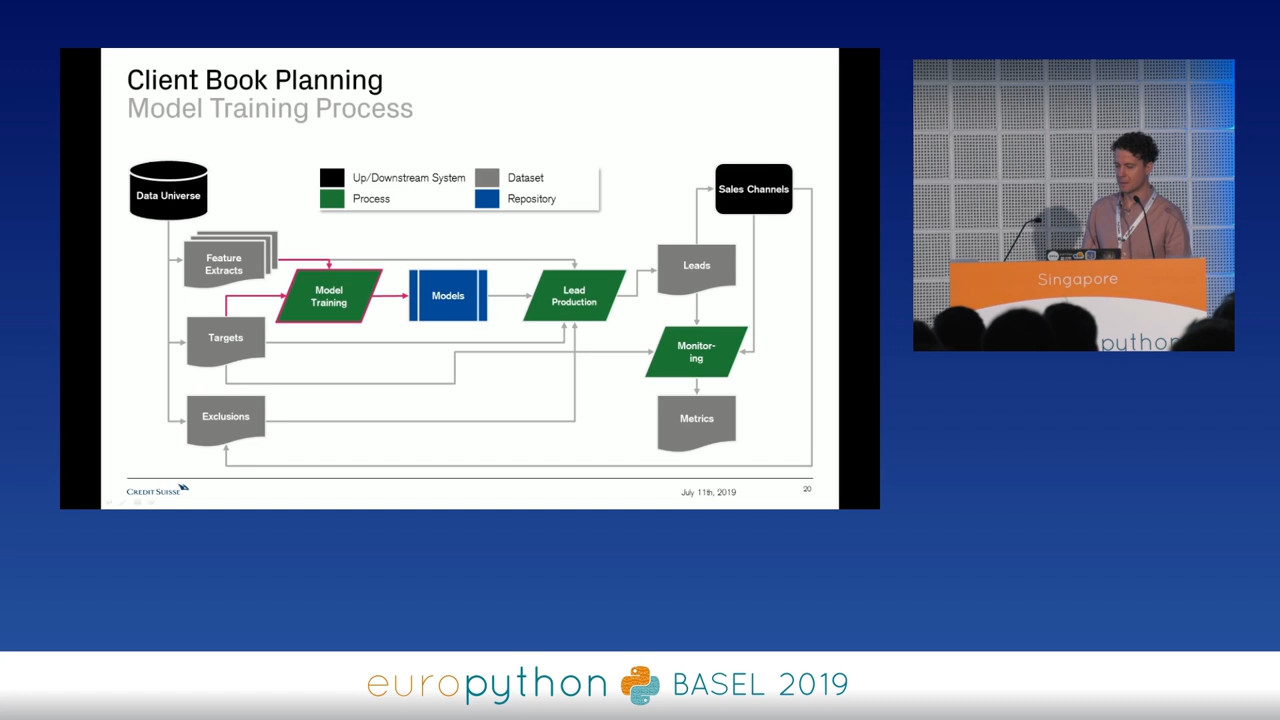 Client Book Planning
Model Training Process
Data Universe
Up/Downstream System
Dataset
Process
Repository
Sales Channels
Feature
Extracts
Model
Training
Models
Lead
Production
Leads
Targets
Monitor-
ing
Exclusions
Metrics
CREDIT SUISSE
July 11th, 2019
20
Singapore
python
europython BASEL 2019